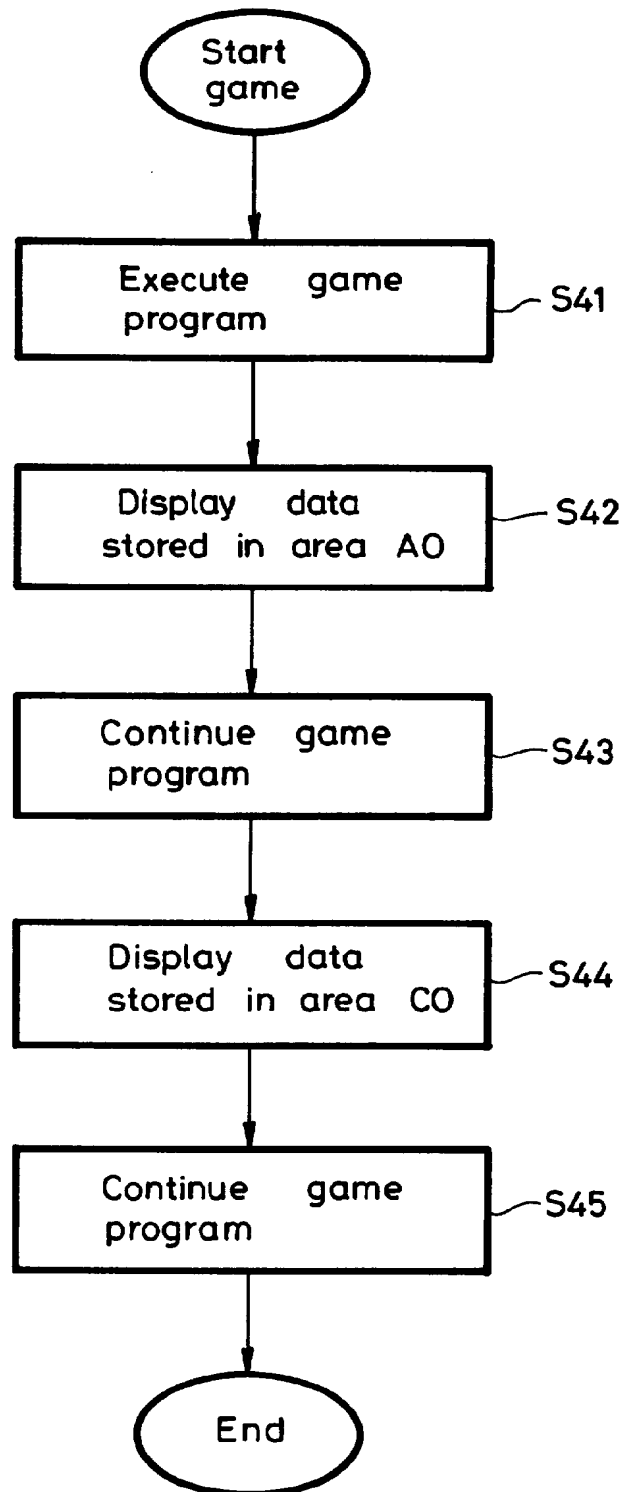 Start
game
Execute game
program
S41
Display data
stored in area AO
S42
Continue game
program
S43
Display data
stored in area CO
S44
Continue game
program
S45
End